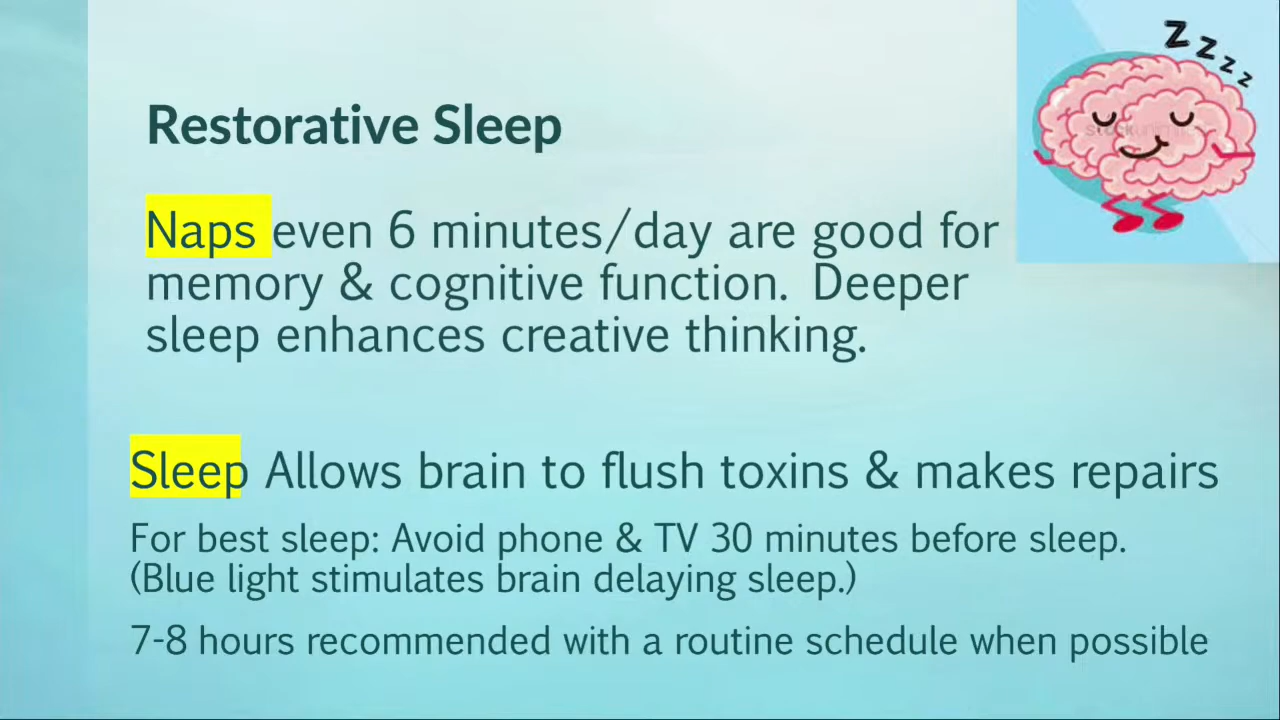 Z Z Z Z
Restorative Sleep
Naps even 6 minutes/day are good for
memory & cognitive function. Deeper
sleep enhances creative thinking.
Sleep Allows brain to flush toxins & makes repairs
For best sleep: Avoid phone & TV 30 minutes before sleep.
(Blue light stimulates brain delaying sleep.)
7-8 hours recommended with a routine schedule when possible